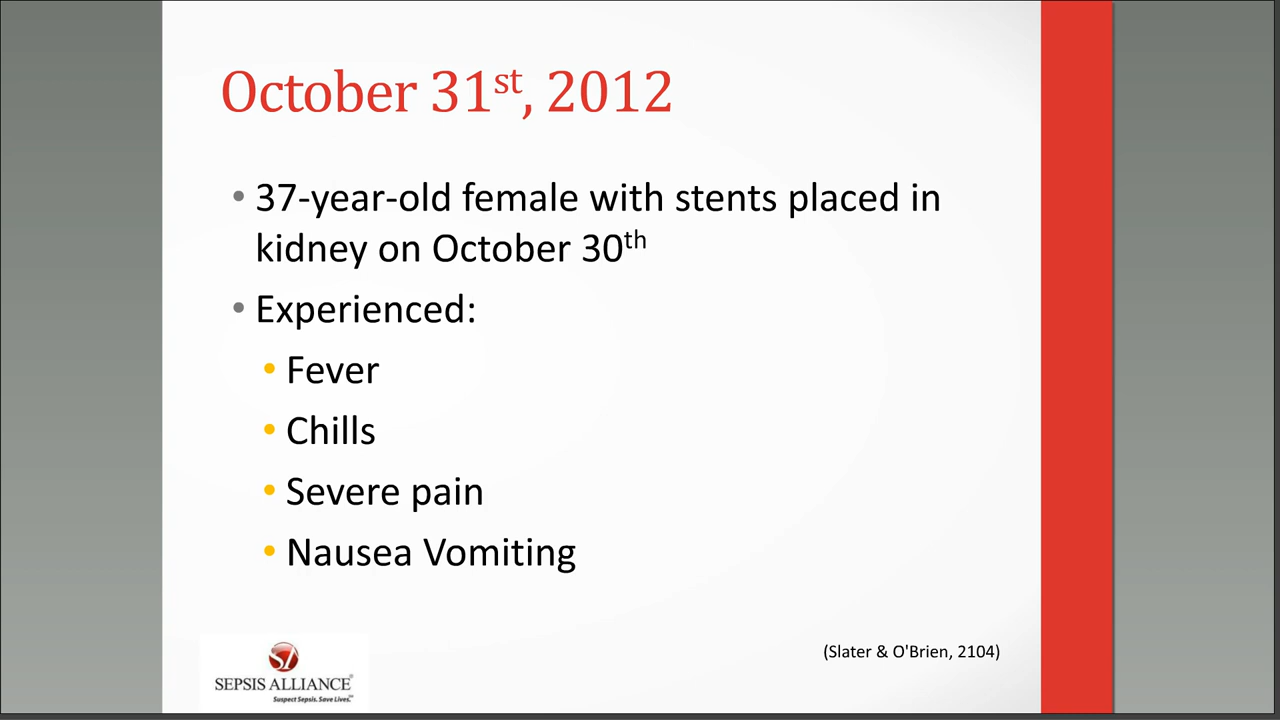 October 31st, 2012
• 37-year-old female with stents placed in
kidney on October 30th
• Experienced:
• Fever
• Chills
• Severe pain
• Nausea Vomiting
(Slater & O'Brien, 2104)
SEPSIS ALLIANCE
Suspect Sepsis. Save Lives.